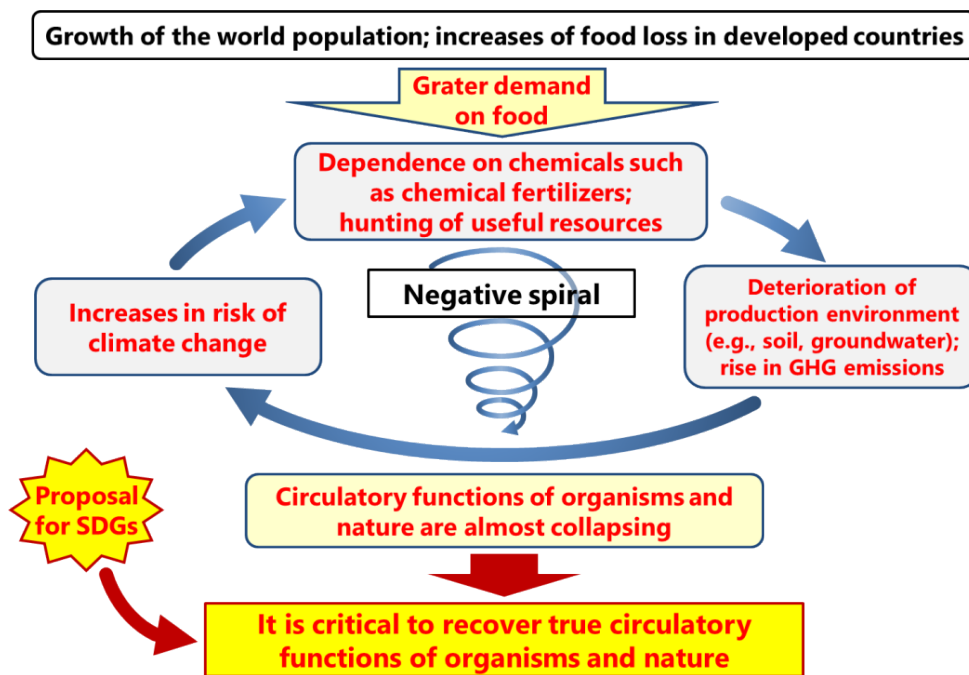 Growth of the world population; increases of food loss in developed countries
Grater demand
on food
Dependence on chemicals such
as chemical fertilizers;
hunting of useful resources
Negative spiral
Increases in risk of
climate change
Deterioration of
production environment
(e.g., soil, groundwater);
rise in GHG emissions
Circulatory functions of organisms and
nature are almost collapsing
Proposal
for SDGs
It is critical to recover true circulatory
functions of organisms and nature